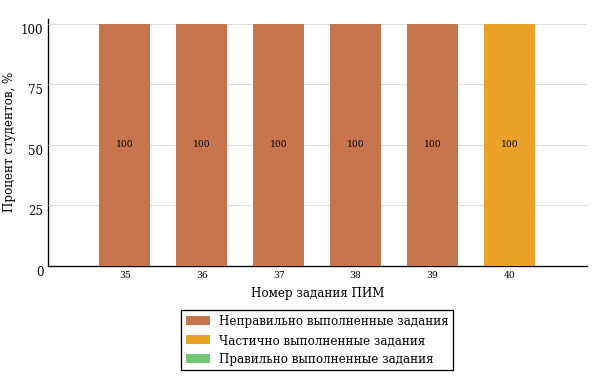 Процент студентов, %
100
75
50
25
0
100 100 100 100 100 100
35 36 37 38 39 40
Номер задания ПИМ
Неправильно выполненные задания
Частично выполненные задания
Правильно выполненные задания